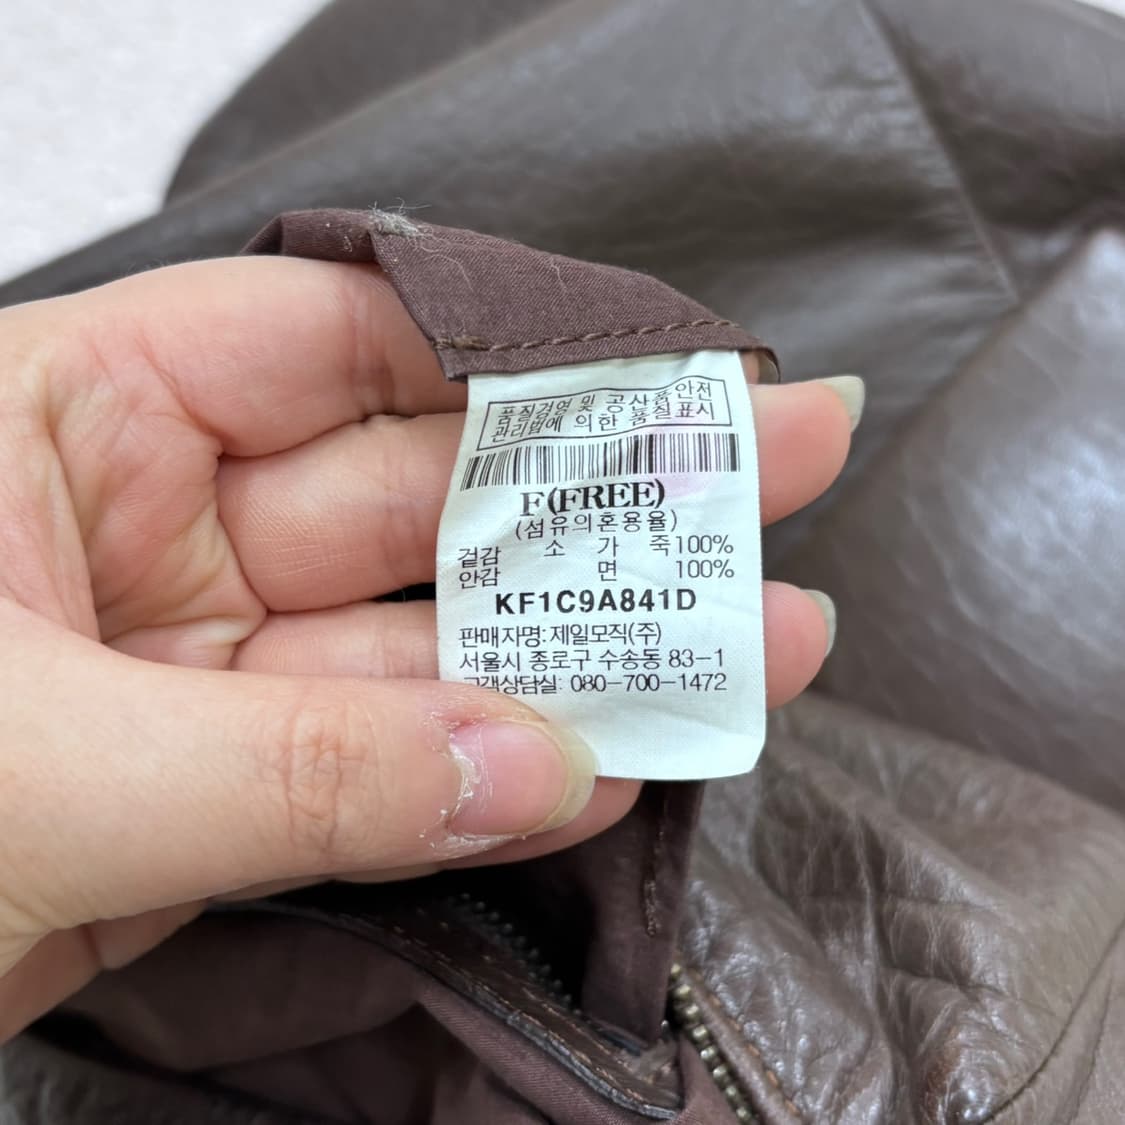 품질경영 및 공산품안전
관리법에 의한 품질표시
F(FREE)
(섬유의혼용율)
겉감 소 가 죽100%
안감 면 100%
KF1C9A841D
판매자명: 제일모직(주)
서울시 종로구 수송동 83-1
고객상담실: 080-700-1472